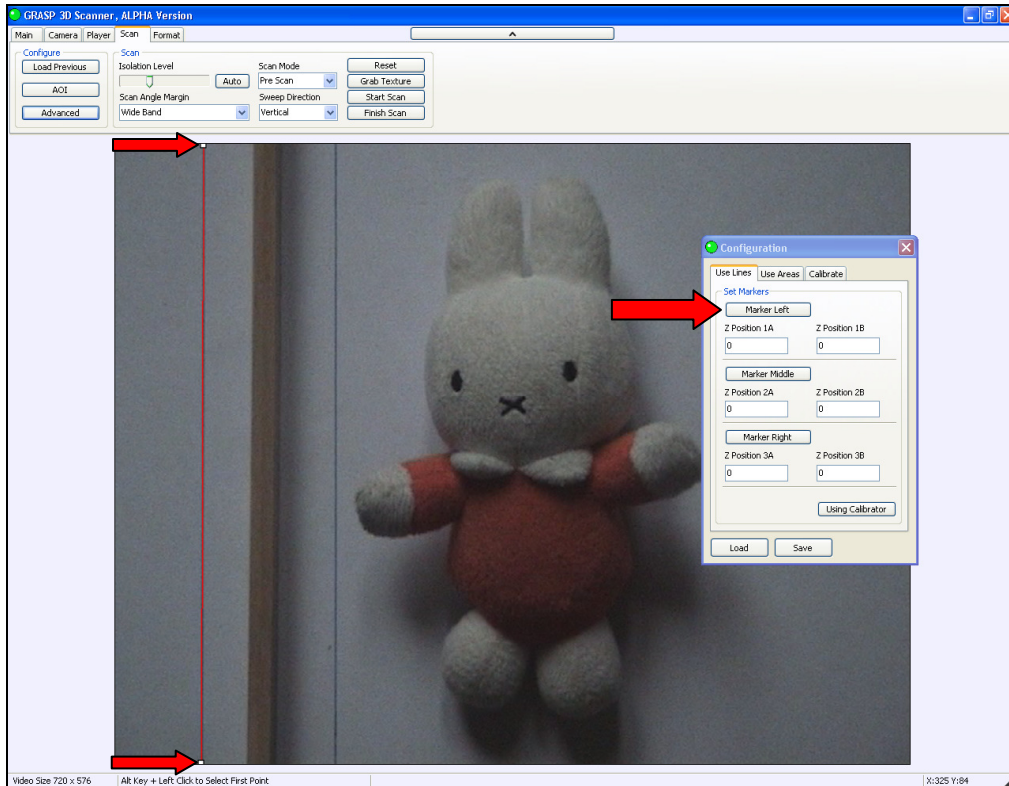 GRASP 3D Scanner, ALPHA Version
Main Camera Player Scan Format
Configure
Load Previous
AOI
Advanced
Scan
Isolation Level
Auto
Scan Mode
Pre Scan
Reset
Grab Texture
Scan Angle Margin
Wide Band
Sweep Direction
Vertical
Start Scan
Finish Scan
Configuration
Use Lines Use Areas Calibrate
Set Markers
Marker Left
Z Position 1A Z Position 1B
0 0
Marker Middle
Z Position 2A Z Position 2B
0 0
Marker Right
Z Position 3A Z Position 3B
0 0
Using Calibrator
Load Save
Video Size 720 x 576 Alt Key + Left Click to Select First Point X:325 Y:84